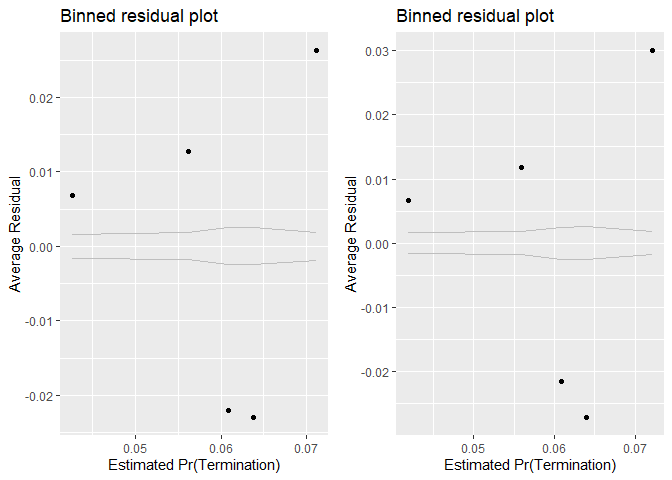 Binned residual plot
Average Residual
0.02
0.01
0.00
-0.01
-0.02
0.05 0.06 0.07
Estimated Pr(Termination)
Binned residual plot
Average Residual
0.03
0.02
0.01
0.00
-0.01
-0.02
0.05 0.06 0.07
Estimated Pr(Termination)